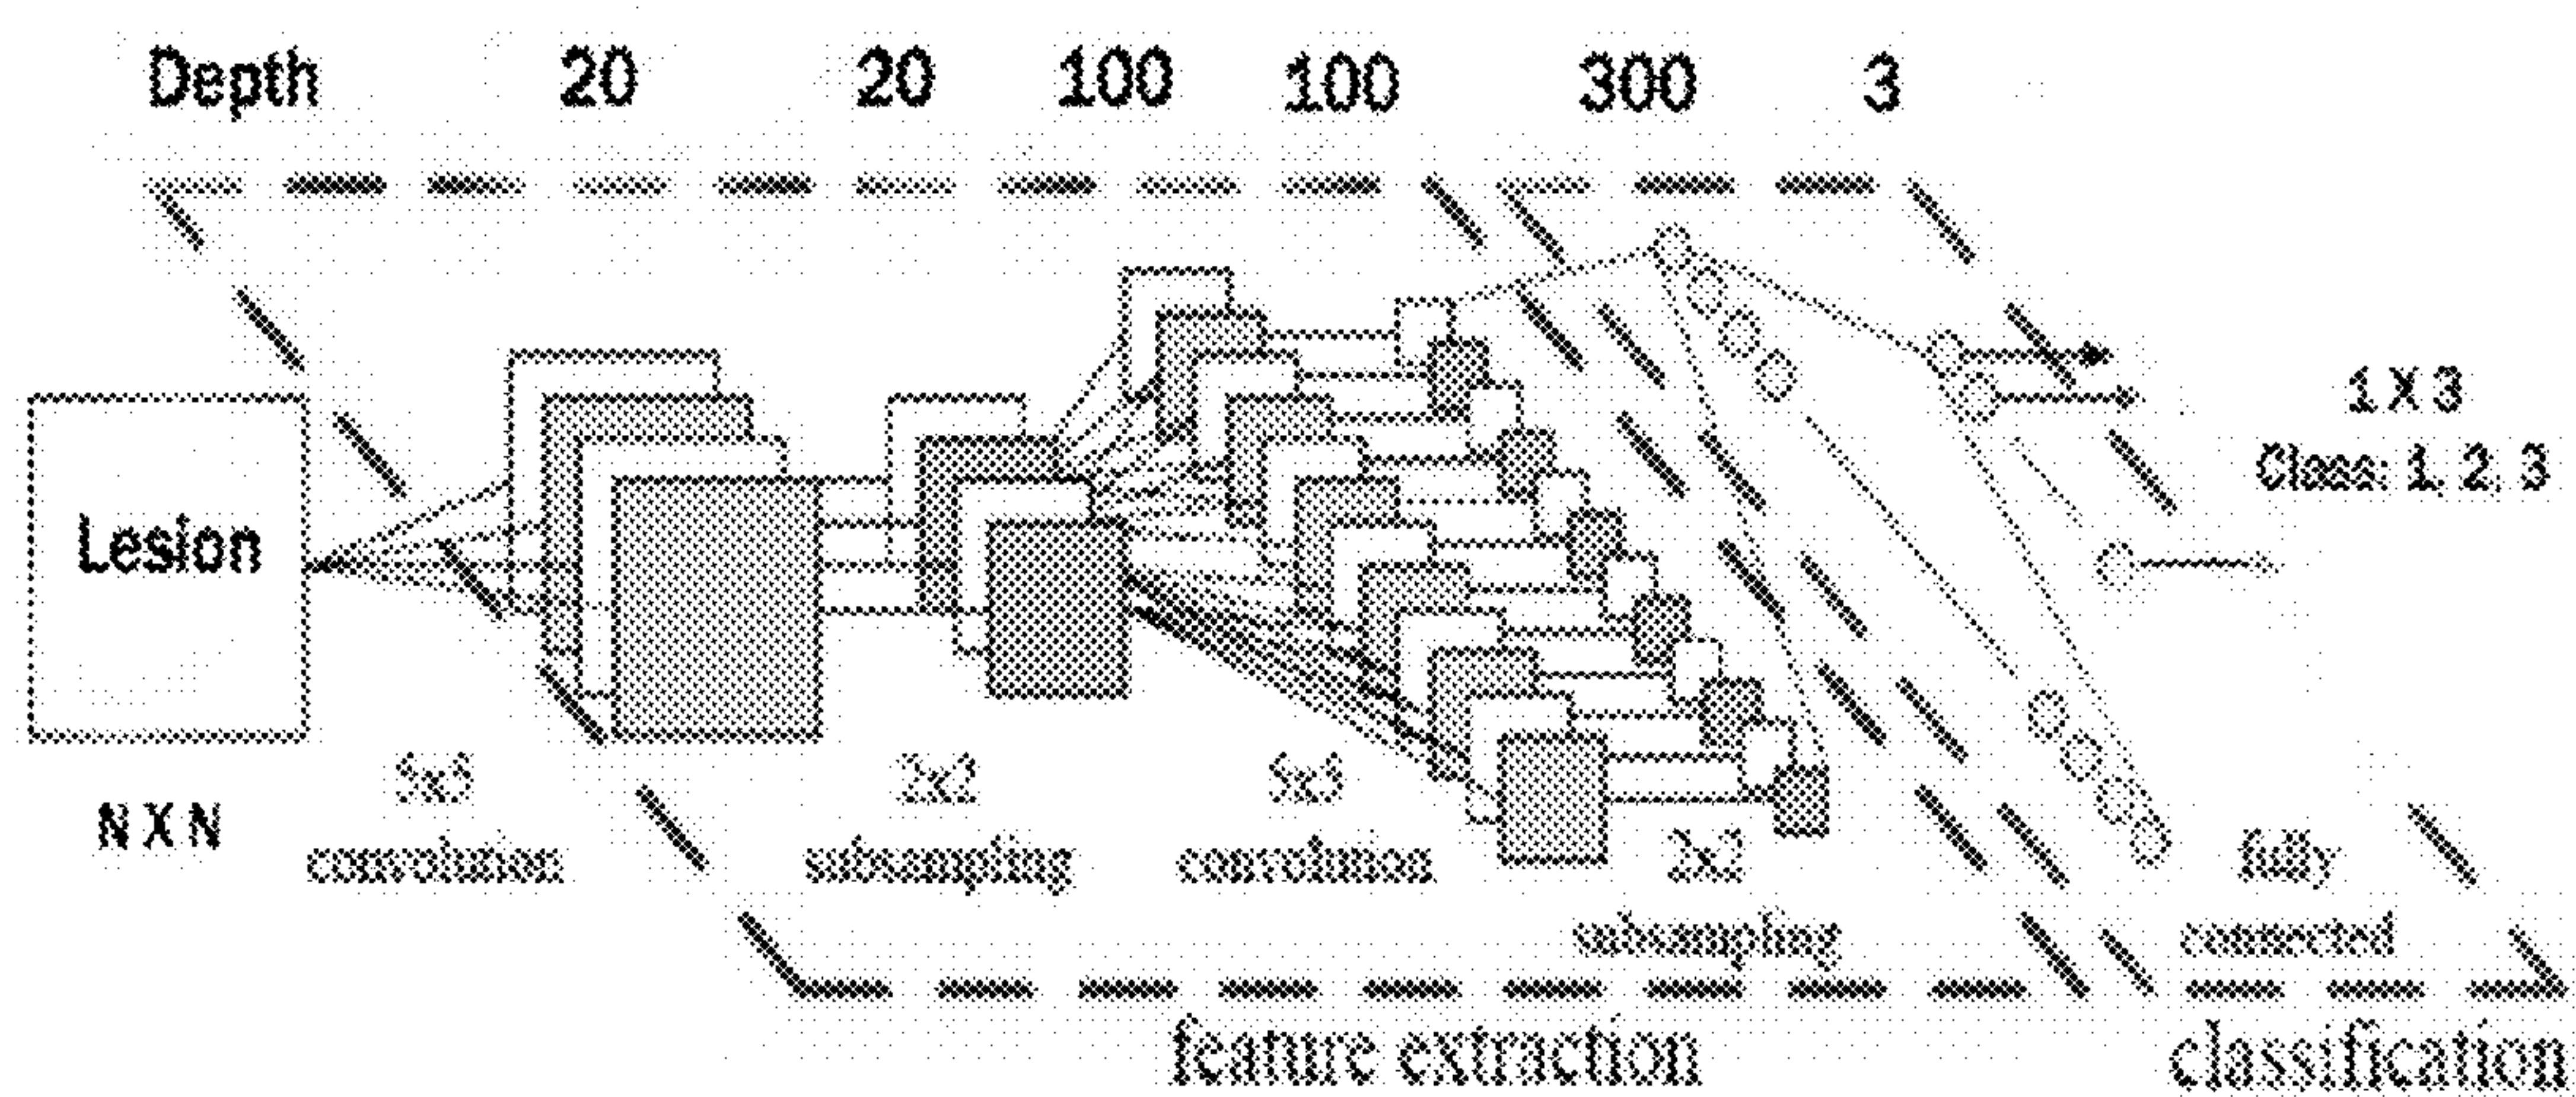 Depth 20 20 100 100 300 3
1 X 3
Class: 1, 2, 3
Lesion
N X N
5x5
convolution
2x2
subsampling
5x5
convolution
2x2
subsampling
fully
connected
feature extraction
classification